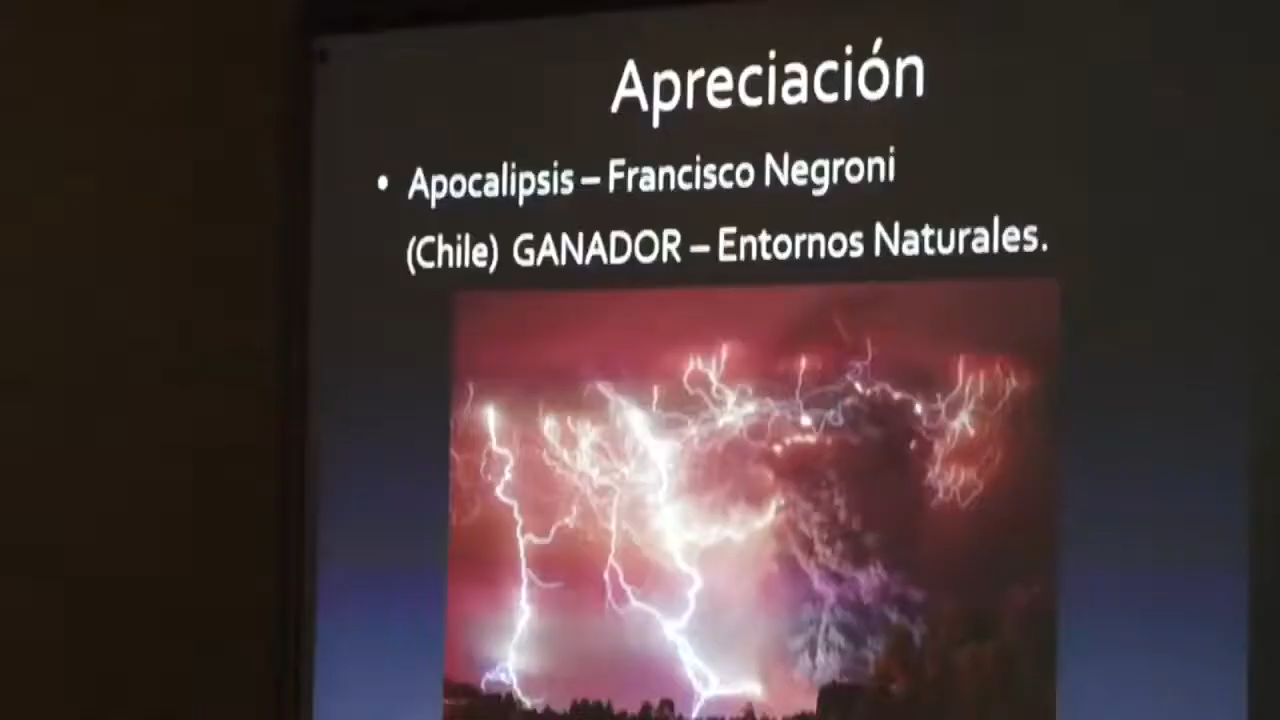 Apreciación
• Apocalipsis – Francisco Negroni
(Chile) GANADOR – Entornos Naturales.